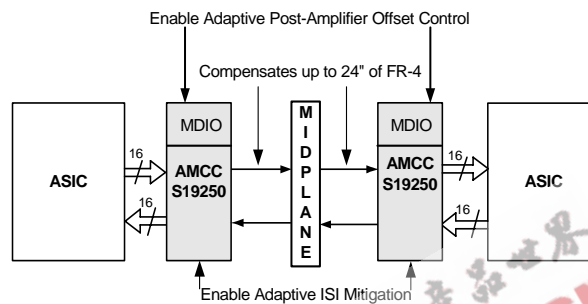 Enable Adaptive Post-Amplifier Offset Control
Compensates up to 24" of FR-4
MDIO
MIDPLANE
MDIO
ASIC
16
AMCC
S19250
16
AMCC
S19250
16
16
ASIC
Enable Adaptive ISI Mitigation